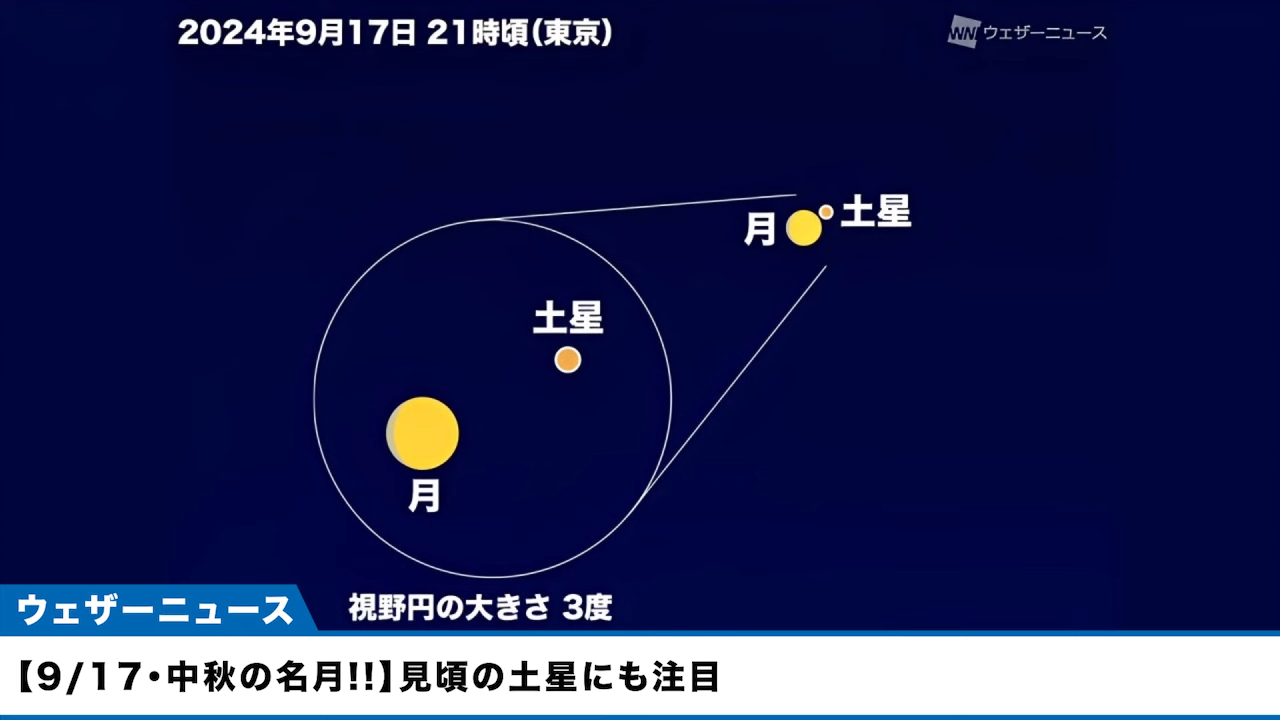 2024年9月17日 21時頃(東京)
WN ウェザーニュース
月 土星
土星
月
視野円の大きさ 3度
ウェザーニュース
【9/17・中秋の名月!!】見頃の土星にも注目